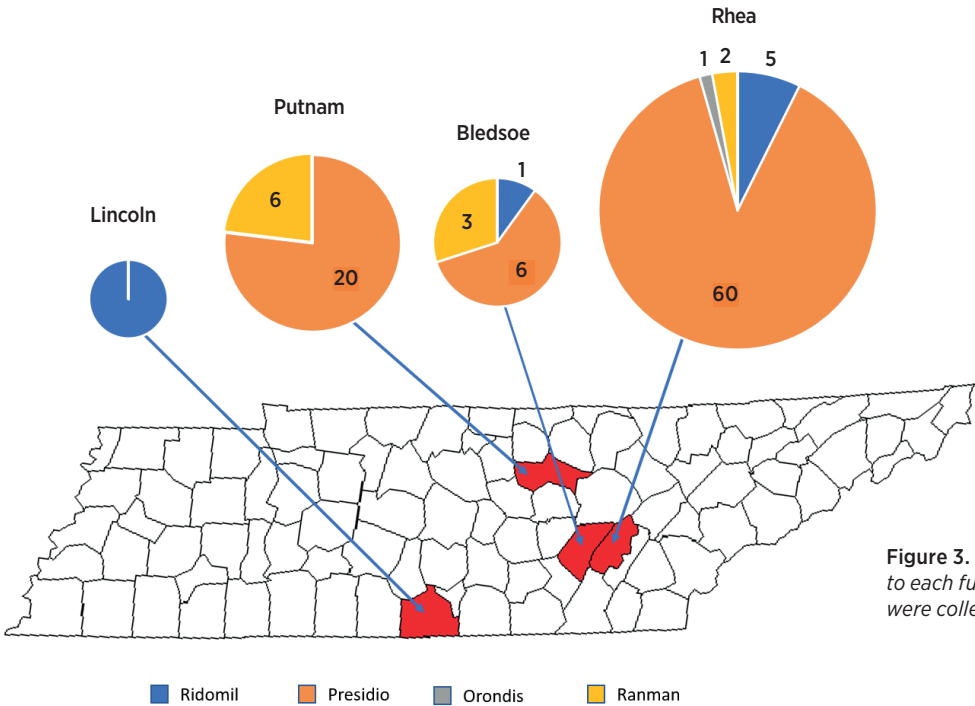 Rhea
1 2 5
60
Putnam
6
20
Bledsoe
1
3
6
Lincoln
Figure 3.
to each fu
were colle
Ridomil Presidio Orondis Ranman